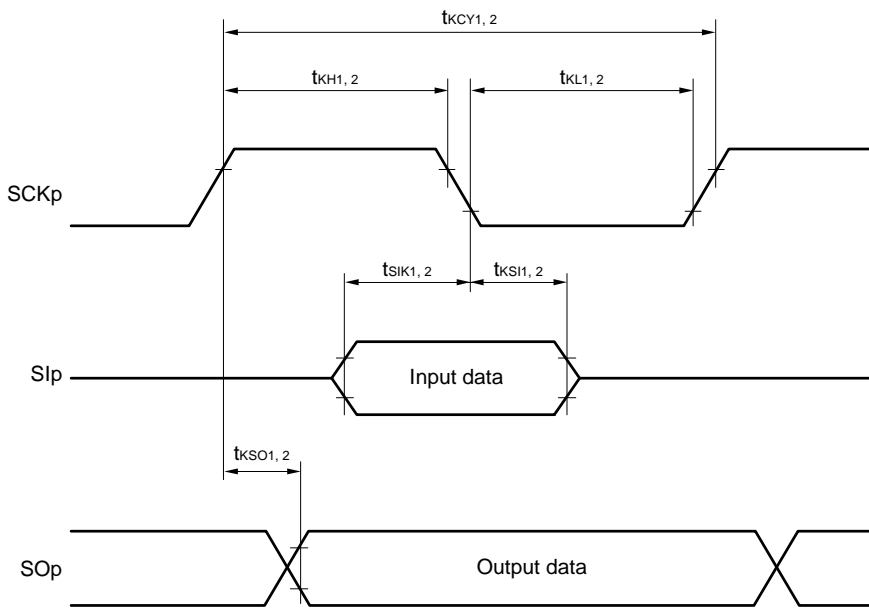 tKCY1, 2
tKH1, 2
tKL1, 2
SCKp
tSIK1, 2
tKSI1, 2
SIp
Input data
tKSO1, 2
SOp
Output data